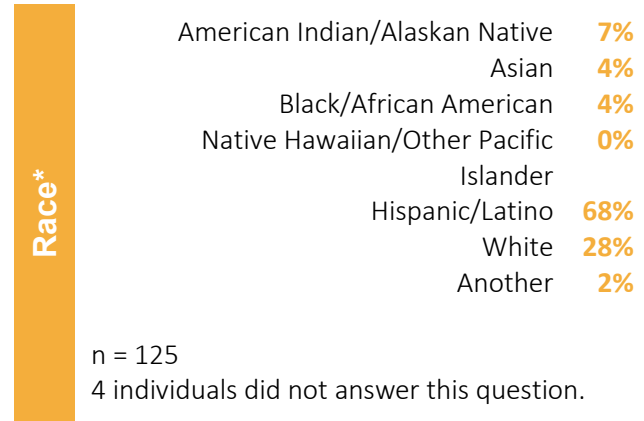 Race*
American Indian/Alaskan Native 7%
Asian 4%
Black/African American 4%
Native Hawaiian/Other Pacific 0%
Islander
Hispanic/Latino 68%
White 28%
Another 2%
n = 125
4 individuals did not answer this question.